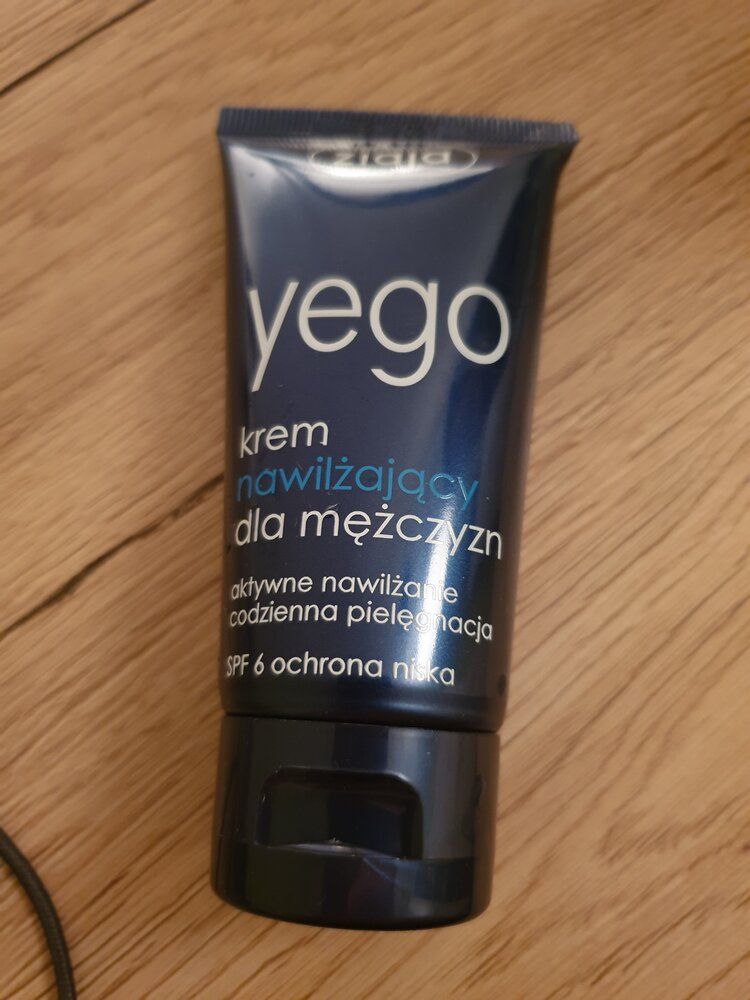 ziaja
yego
krem
nawilżający
dla mężczyzn
aktywne nawilżanie
codzienna pielęgnacja
SPF 6 ochrona niska